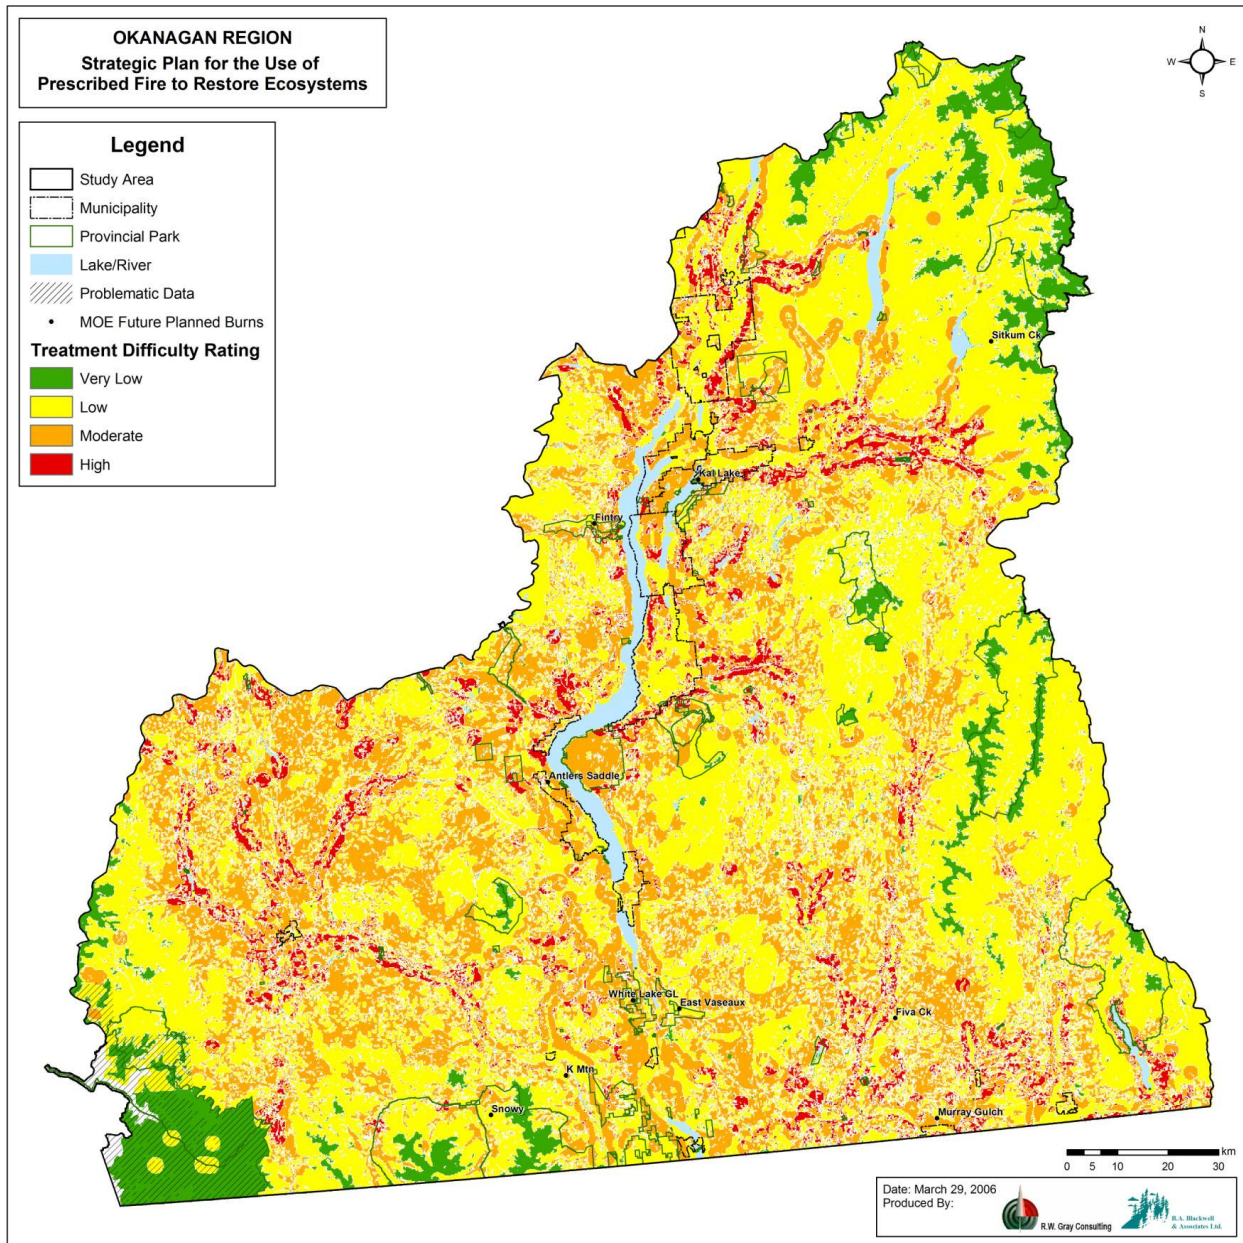 OKANAGAN REGION
Strategic Plan for the Use of
Prescribed Fire to Restore Ecosystems
N
W E
S
Legend
Study Area
Municipality
Provincial Park
Lake/River
Problematic Data
MOE Future Planned Burns
Treatment Difficulty Rating
Very Low
Low
Moderate
High
Sitkum Ck
Kal Lake
Fintry
Antlers Saddle
White Lake GL
East Vaseaux
Fiva Ck
K Mtn
Snowy
Murray Gulch
km
0 5 10 20 30
Date: March 29, 2006
Produced By:
R.W. Gray Consulting
B.A. Blackwell
& Associates Ltd.